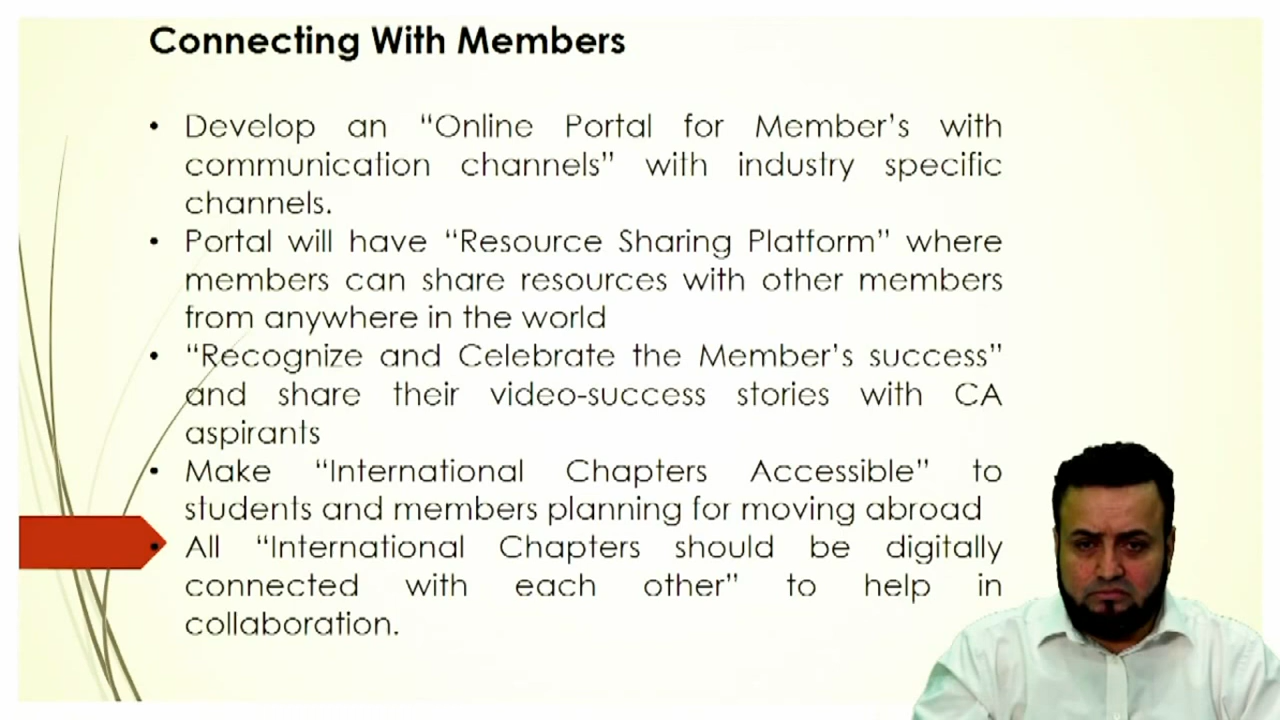 Connecting With Members
• Develop an “Online Portal for Member’s with
communication channels” with industry specific
channels.
• Portal will have “Resource Sharing Platform” where
members can share resources with other members
from anywhere in the world
• “Recognize and Celebrate the Member’s success”
and share their video-success stories with CA
aspirants
• Make “International Chapters Accessible” to
students and members planning for moving abroad
• All “International Chapters should be digitally
connected with each other” to help in
collaboration.